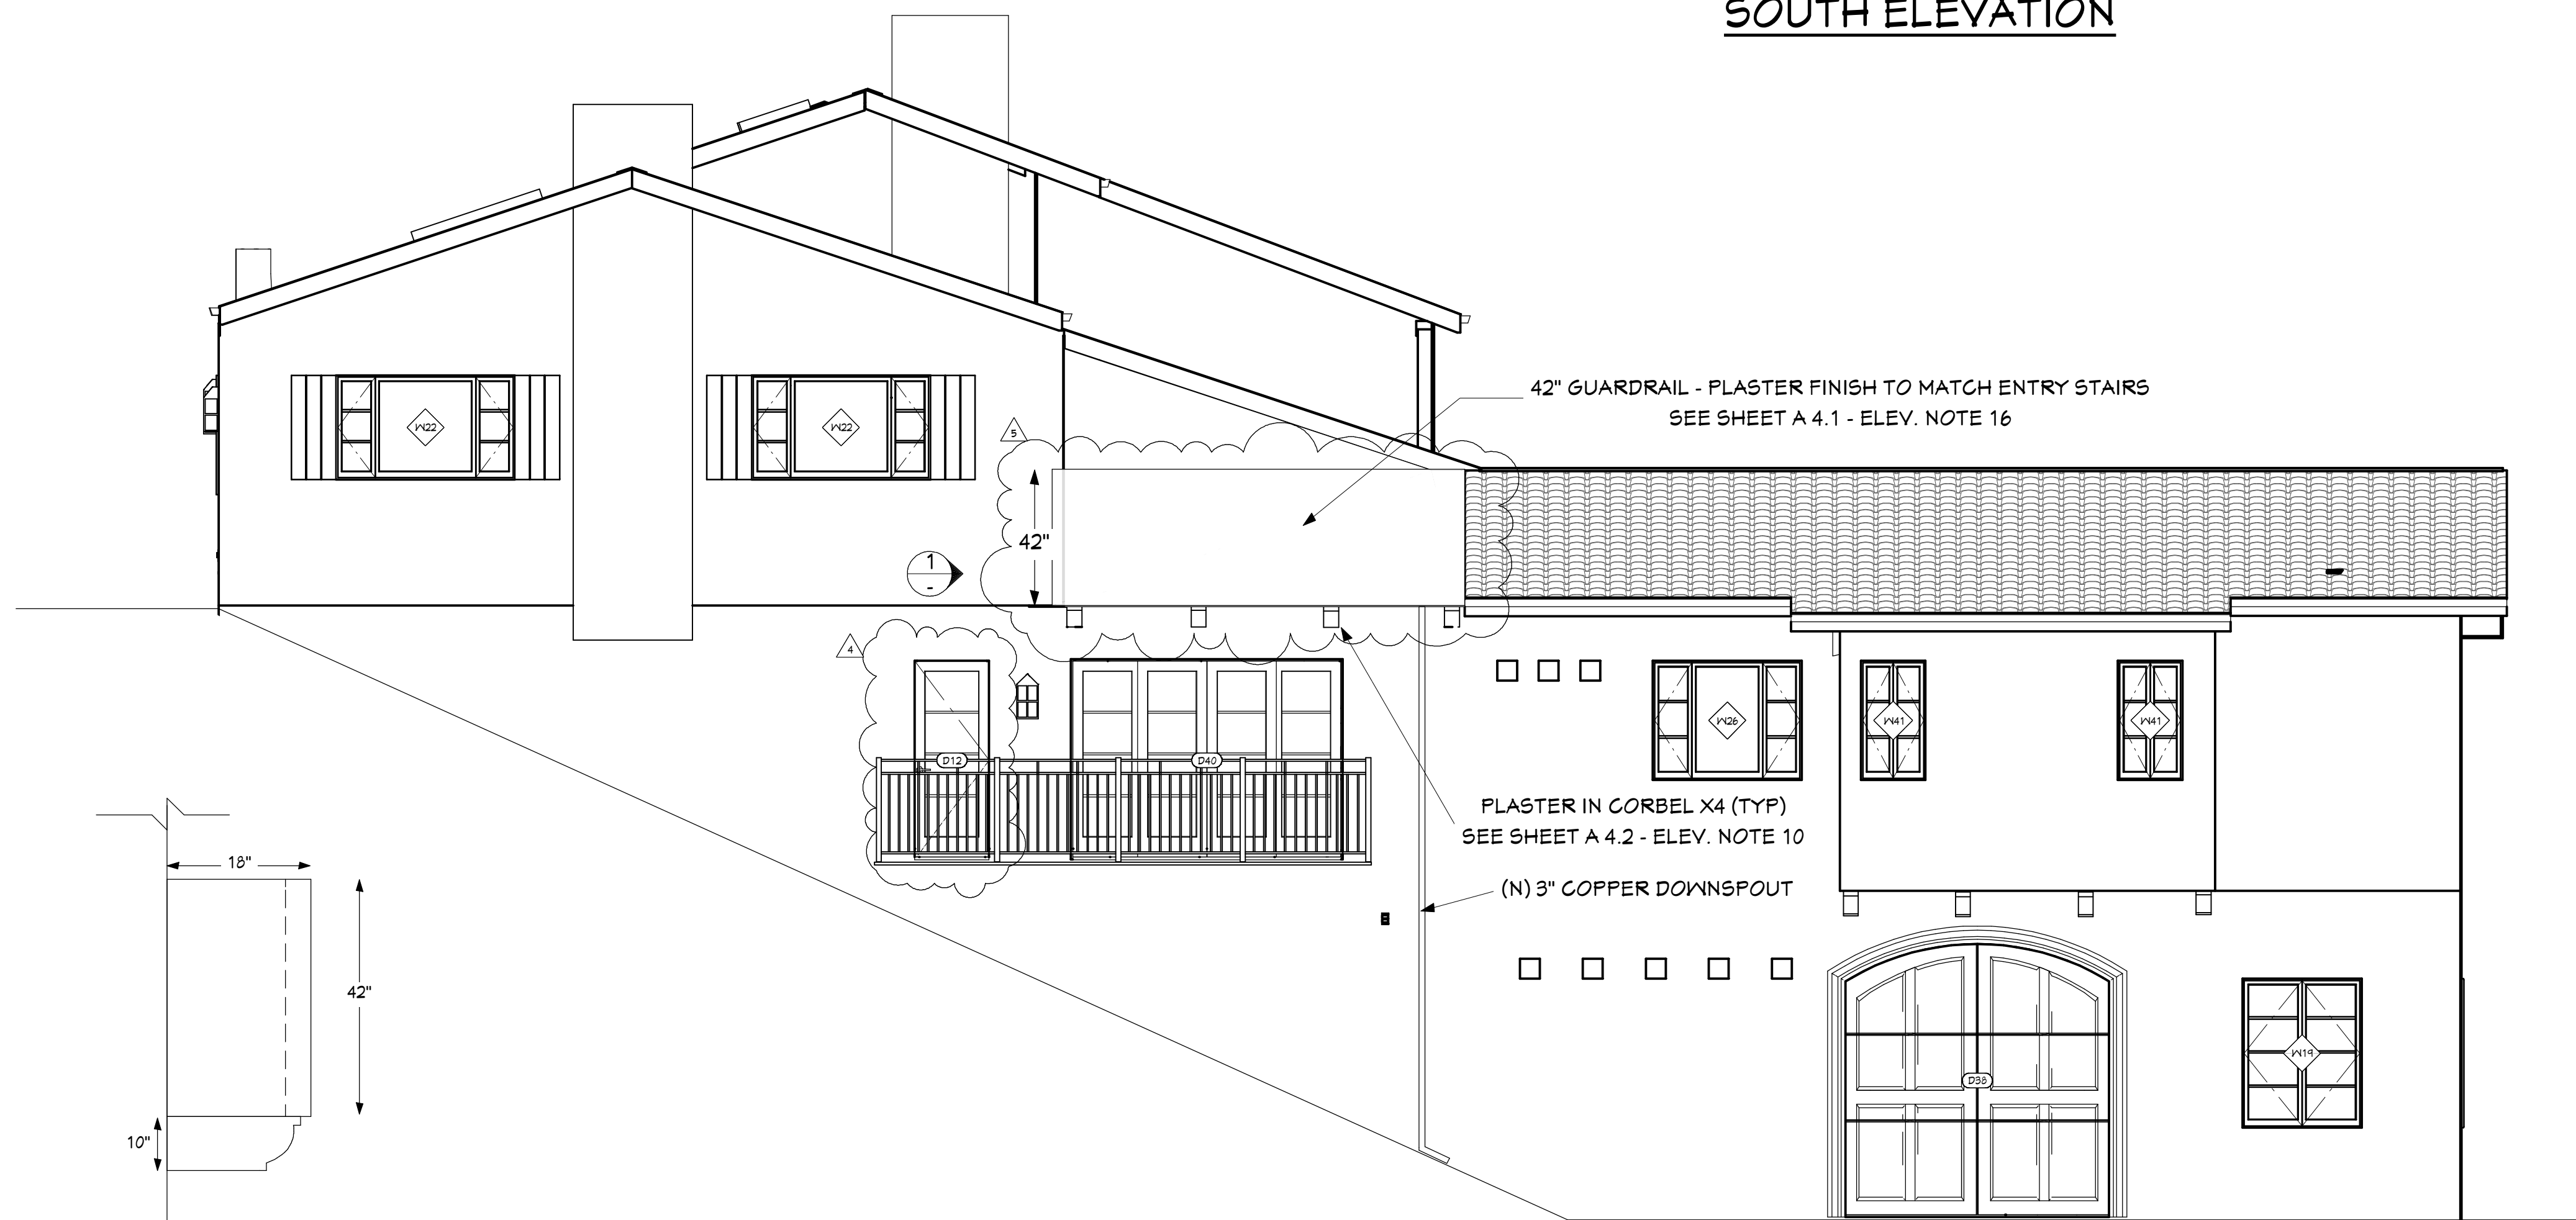 SOUTH ELEVATION
42" GUARDRAIL - PLASTER FINISH TO MATCH ENTRY STAIRS
SEE SHEET A 4.1 - ELEV. NOTE 16
W22
W22
5
42"
1
-
4
D12
D40
W26
W41
W41
PLASTER IN CORBEL X4 (TYP)
SEE SHEET A 4.2 - ELEV. NOTE 10
(N) 3" COPPER DOWNSPOUT
18"
42"
10"
D38
W19